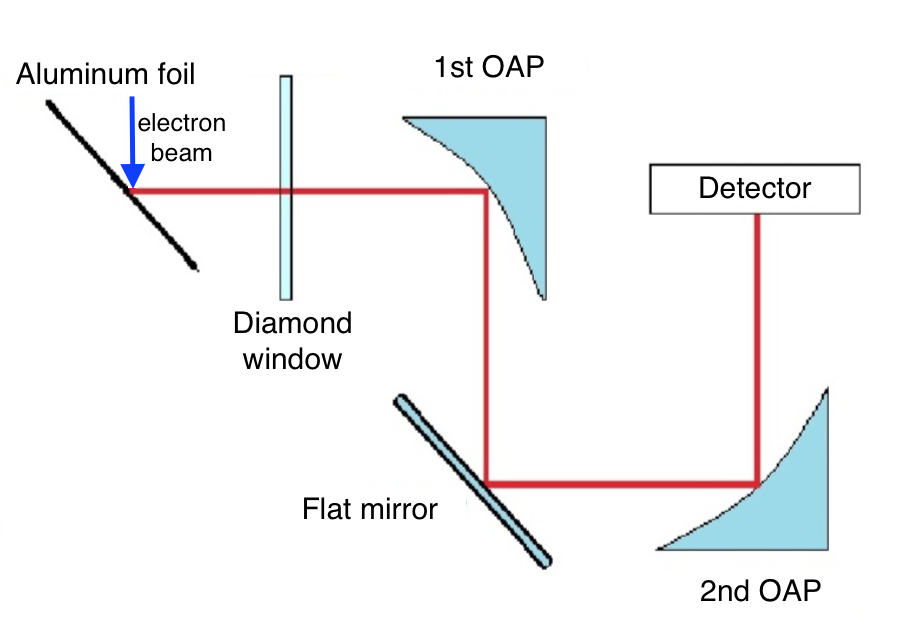 Aluminum foil
electron
beam
1st OAP
Detector
Diamond
window
Flat mirror
2nd OAP